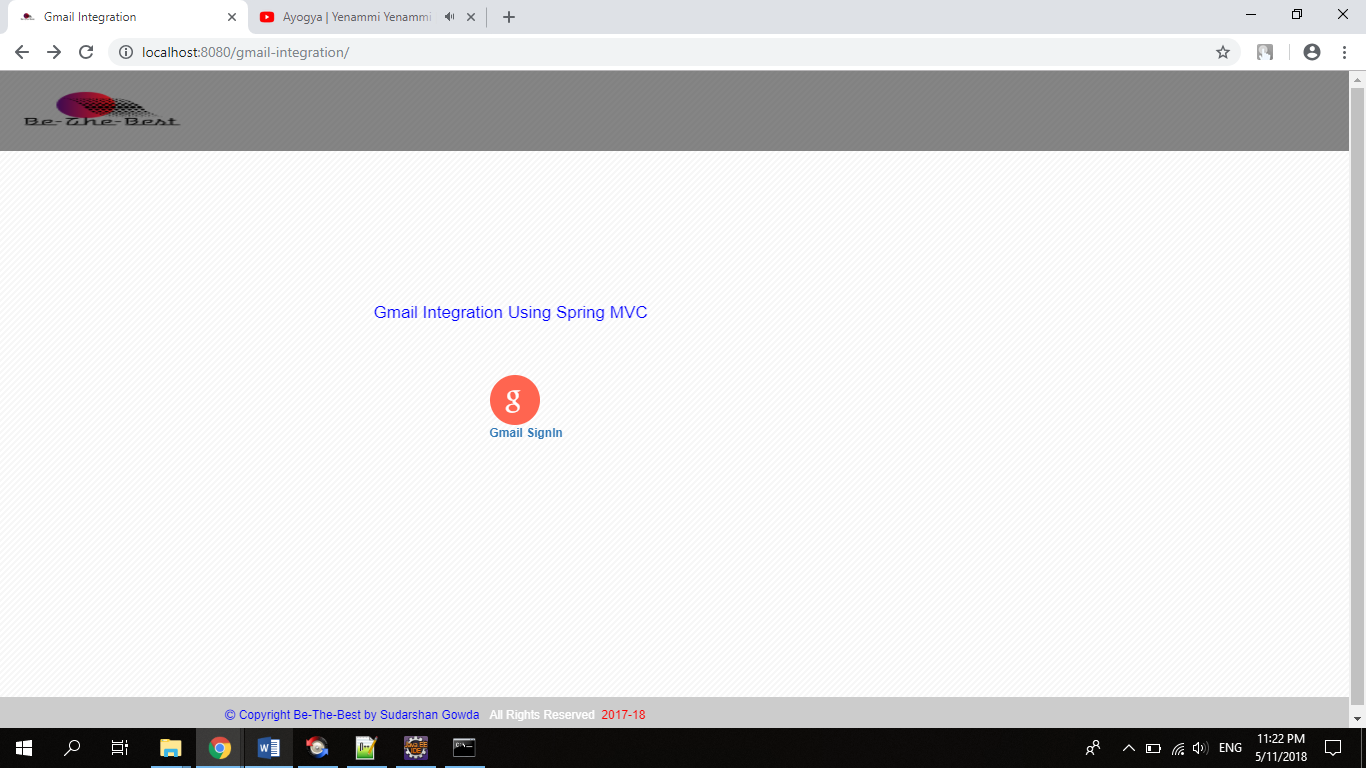 Gmail Integration
Ayogya | Yenammi Yenammi
localhost:8080/gmail-integration/
Be-The-Best
Gmail Integration Using Spring MVC
g
Gmail SignIn
© Copyright Be-The-Best by Sudarshan Gowda All Rights Reserved 2017-18
ENG
11:22 PM
5/11/2018